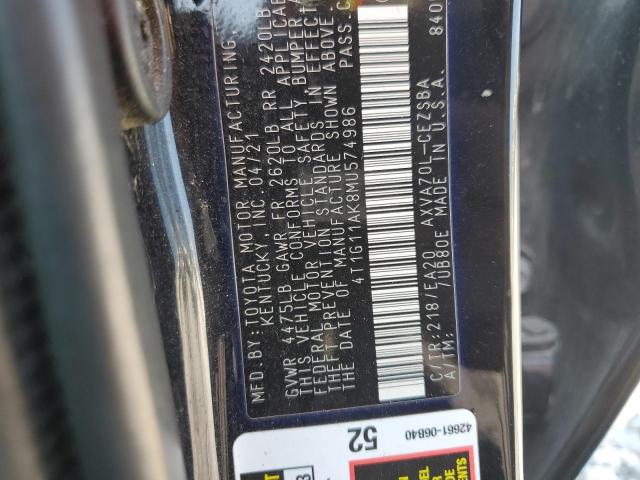 MFD. BY: TOYOTA MOTOR MANUFACTURING,
KENTUCKY, INC. 04/21
GVWR 4475LB GAWR FR 2620LB RR 2420LB
THIS VEHICLE CONFORMS TO ALL
FEDERAL MOTOR VEHICLE SAFETY, BUMPER,
THEFT PREVENTION STANDARDS IN EFFECT
THE DATE OF MANUFACTURE SHOWN ABOVE.
4T1G11AK8MU574986 PASS.
C/TR: 218/EA20 AXVA70L-CEZSBA
A/TM: /UB80E MADE IN U.S.A. 840
52
42661-06B40